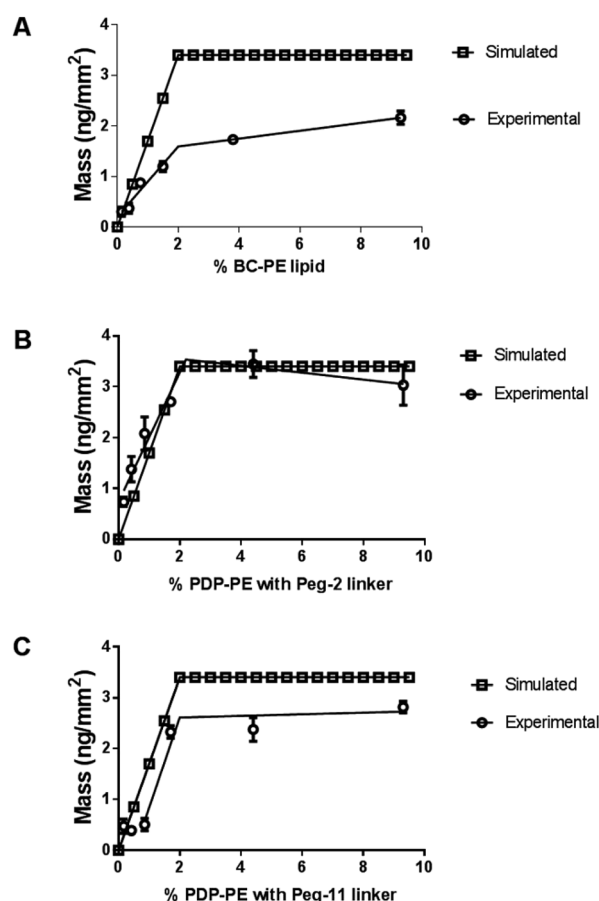 A
Mass (ng/mm²)
4
3
2
1
0
0 2 4 6 8 10
% BC-PE lipid
Simulated
Experimental
B
Mass (ng/mm²)
4
3
2
1
0
0 2 4 6 8 10
% PDP-PE with Peg-2 linker
Simulated
Experimental
C
Mass (ng/mm²)
4
3
2
1
0
0 2 4 6 8 10
% PDP-PE with Peg-11 linker
Simulated
Experimental